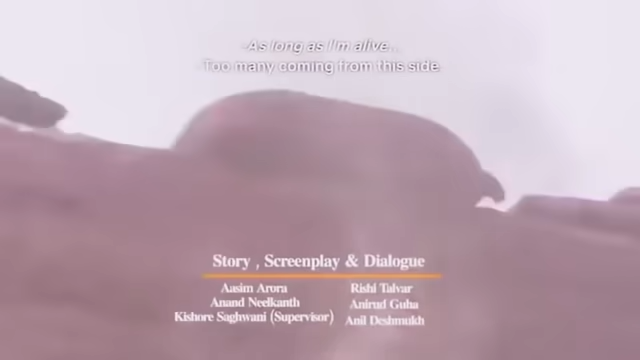 -As long as I'm alive...
-Too many coming from this side.
Story , Screenplay & Dialogue
Aasim Arora
Rishi Talvar
Anand Neelkanth
Anirud Guha
Kishore Saghwani (Supervisor)
Anil Deshmukh